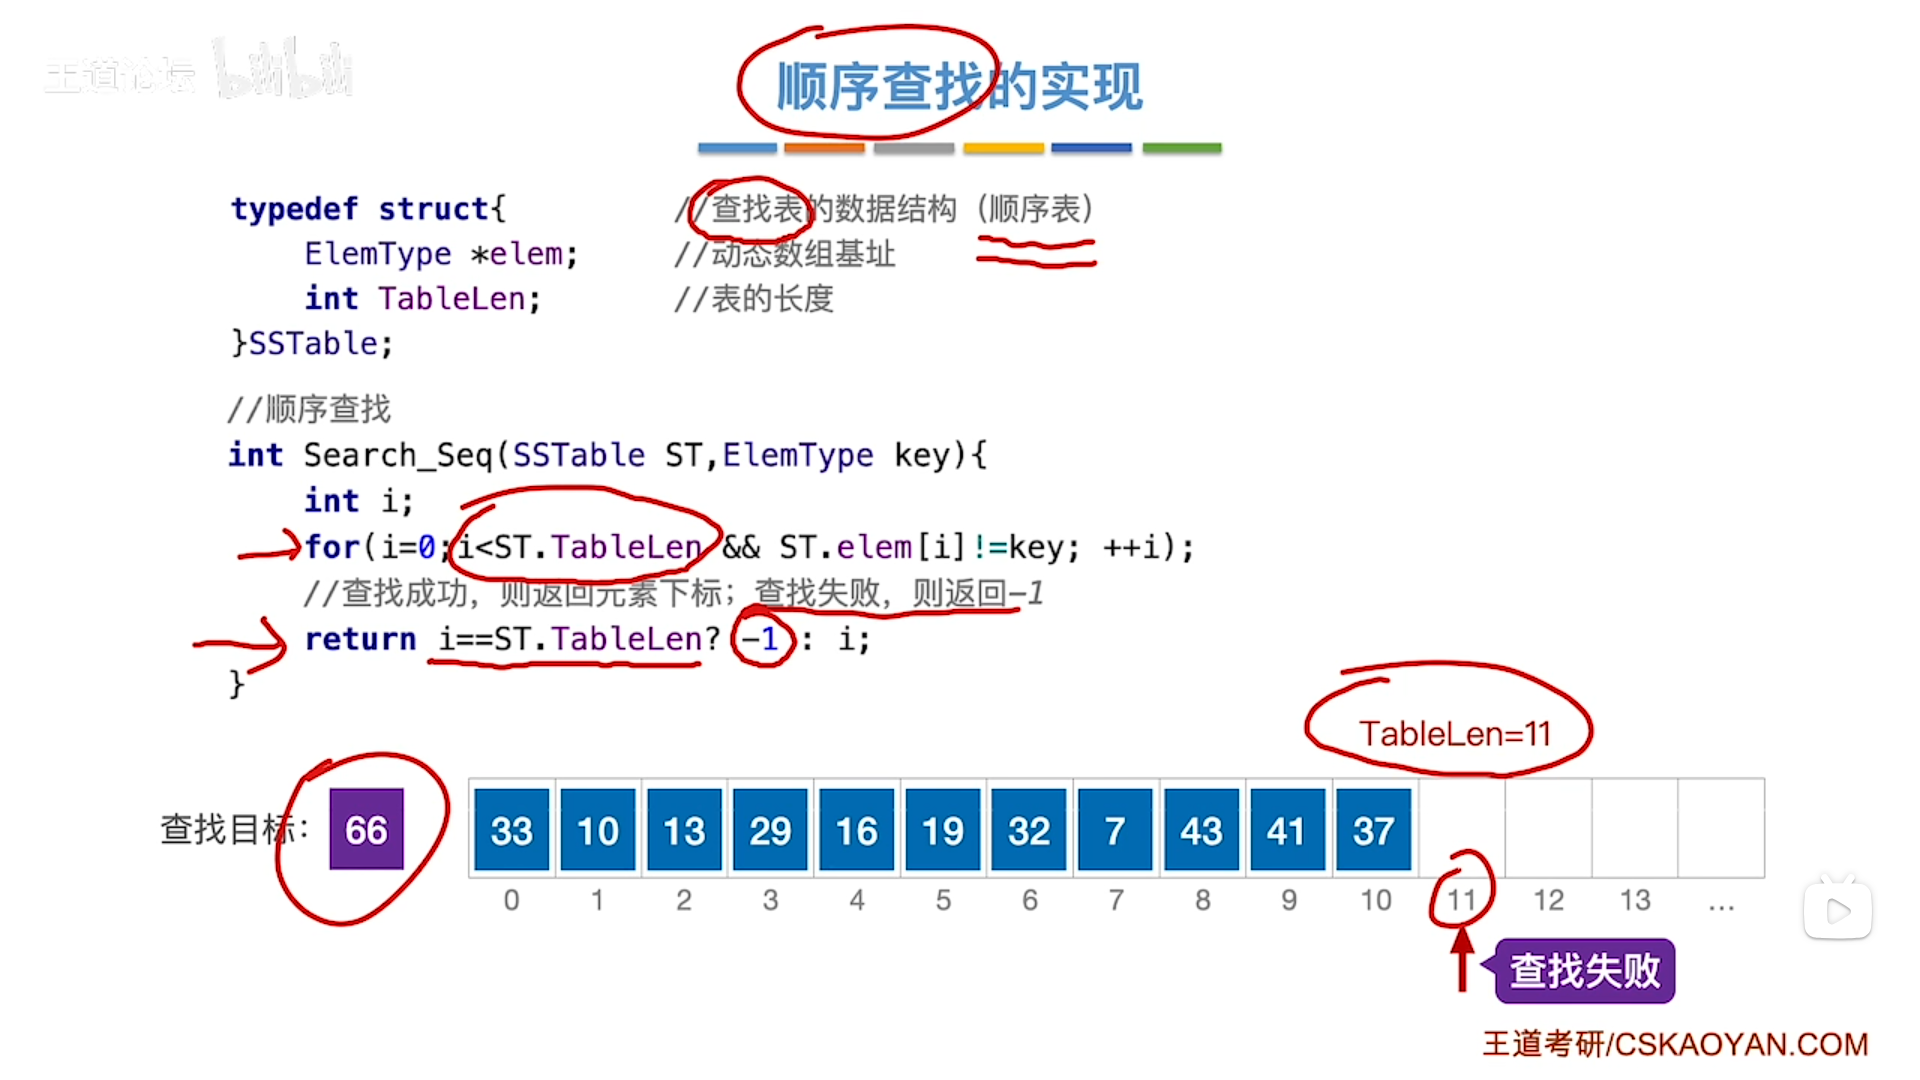 王道论坛 bilibili
顺序查找的实现
typedef struct{ //查找表的数据结构（顺序表）
ElemType *elem; //动态数组基址
int TableLen; //表的长度
}SSTable;
//顺序查找
int Search_Seq(SSTable ST,ElemType key){
int i;
for(i=0;i<ST.TableLen && ST.elem[i]!=key; ++i);
//查找成功，则返回元素下标；查找失败，则返回-1
return i==ST.TableLen? -1 : i;
}
TableLen=11
查找目标： 66 33 10 13 29 16 19 32 7 43 41 37
0 1 2 3 4 5 6 7 8 9 10 11 12 13 ...
查找失败
王道考研/CSKAOYAN.COM